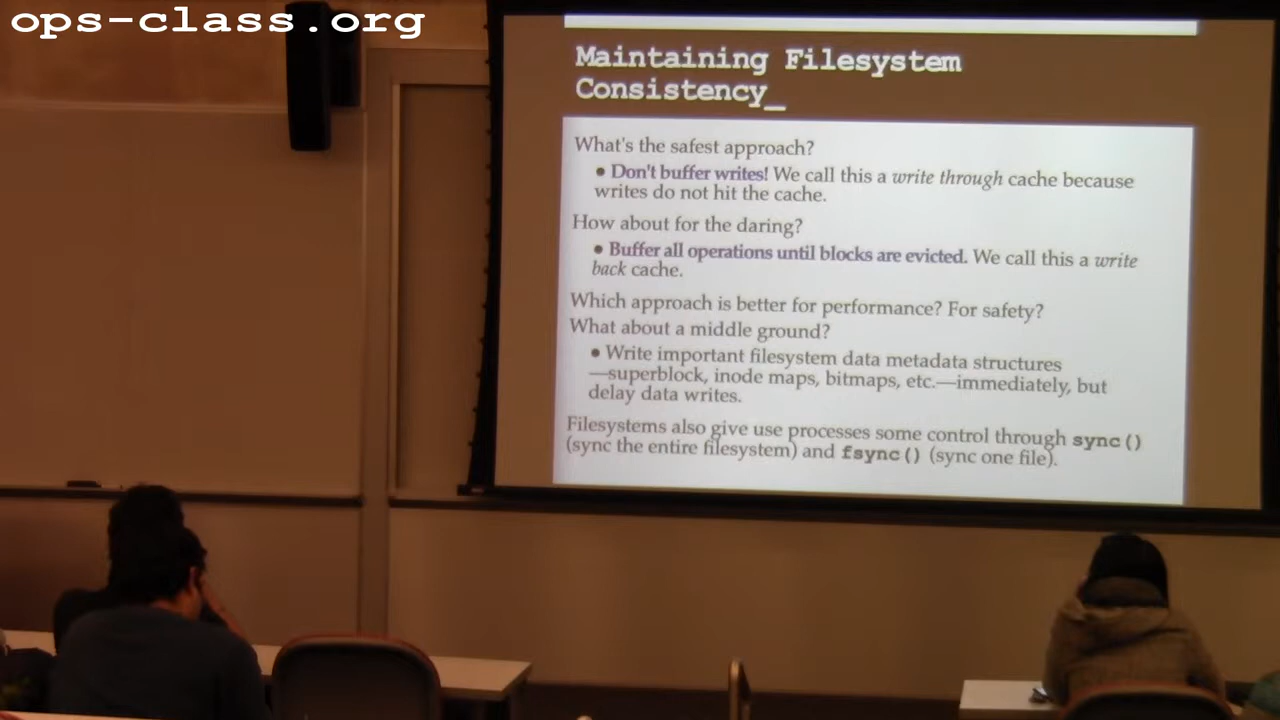 ops-class.org
Maintaining Filesystem
Consistency_
What's the safest approach?
• Don't buffer writes! We call this a write through cache because
writes do not hit the cache.
How about for the daring?
• Buffer all operations until blocks are evicted. We call this a write
back cache.
Which approach is better for performance? For safety?
What about a middle ground?
• Write important filesystem data metadata structures
—superblock, inode maps, bitmaps, etc.—immediately, but
delay data writes.
Filesystems also give use processes some control through sync()
(sync the entire filesystem) and fsync() (sync one file).